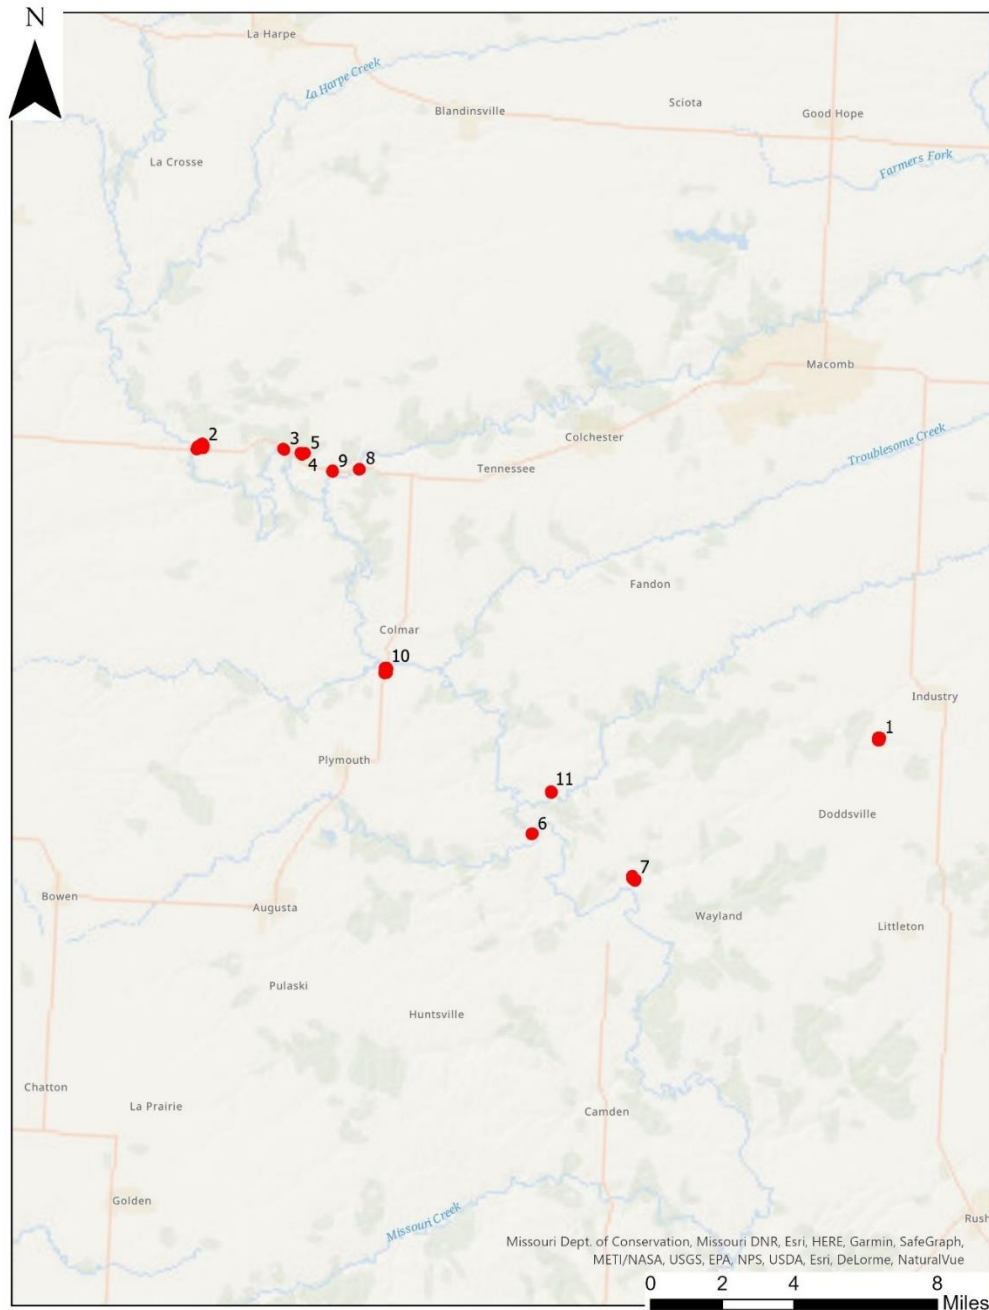 N
La Harpe
La Harpe Creek
Blandinsville
Sciota
Good Hope
La Crosse
Farmers Fork
Macomb
2
3
5
4
9
8
Colchester
Tennessee
Troublesome Creek
Fandon
Colmar
10
Industry
1
Plymouth
11
6
Doddsville
7
Bowen
Augusta
Wayland
Littleton
Pulaski
Huntsville
Chatton
La Prairie
Camden
Golden
Missouri Creek
Rush
Missouri Dept. of Conservation, Missouri DNR, Esri, HERE, Garmin, SafeGraph,
METI/NASA, USGS, EPA, NPS, USDA, Esri, DeLorme, NaturalVue
0 2 4 8
Miles